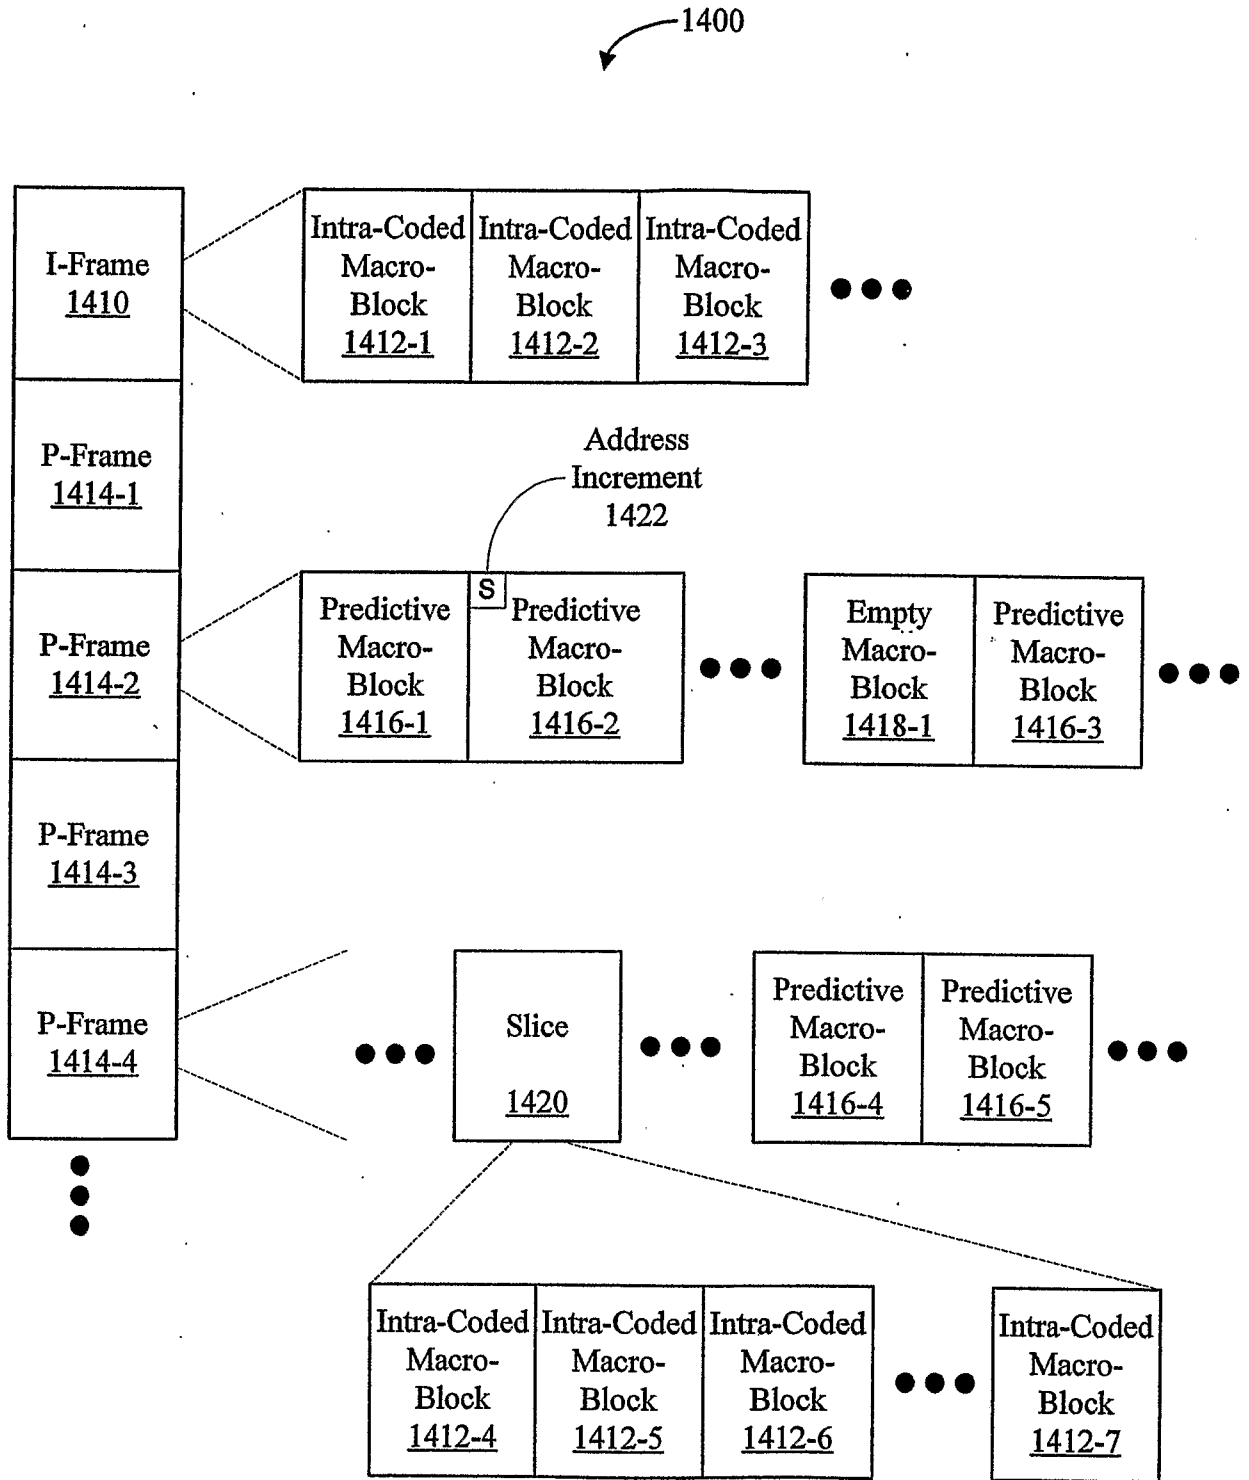 1400
I-Frame
1410
Intra-Coded
Macro-
Block
1412-1
Intra-Coded
Macro-
Block
1412-2
Intra-Coded
Macro-
Block
1412-3
P-Frame
1414-1
Address
Increment
1422
P-Frame
1414-2
Predictive
Macro-
Block
1416-1
S
Predictive
Macro-
Block
1416-2
Empty
Macro-
Block
1418-1
Predictive
Macro-
Block
1416-3
P-Frame
1414-3
P-Frame
1414-4
Slice
1420
Predictive
Macro-
Block
1416-4
Predictive
Macro-
Block
1416-5
Intra-Coded
Macro-
Block
1412-4
Intra-Coded
Macro-
Block
1412-5
Intra-Coded
Macro-
Block
1412-6
Intra-Coded
Macro-
Block
1412-7